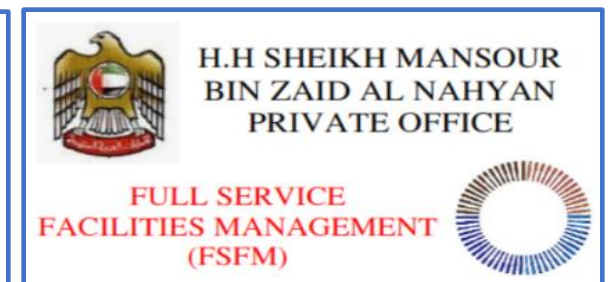 H.H SHEIKH MANSOUR
BIN ZAID AL NAHYAN
PRIVATE OFFICE
FULL SERVICE
FACILITIES MANAGEMENT
(FSFM)